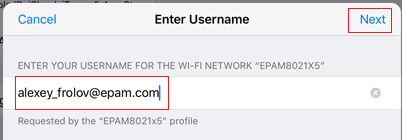 Cancel Enter Username Next
ENTER YOUR USERNAME FOR THE WI-FI NETWORK “EPAM8021X5”
alexey_frolov@epam.com
Requested by the “EPAM8021x5” profile